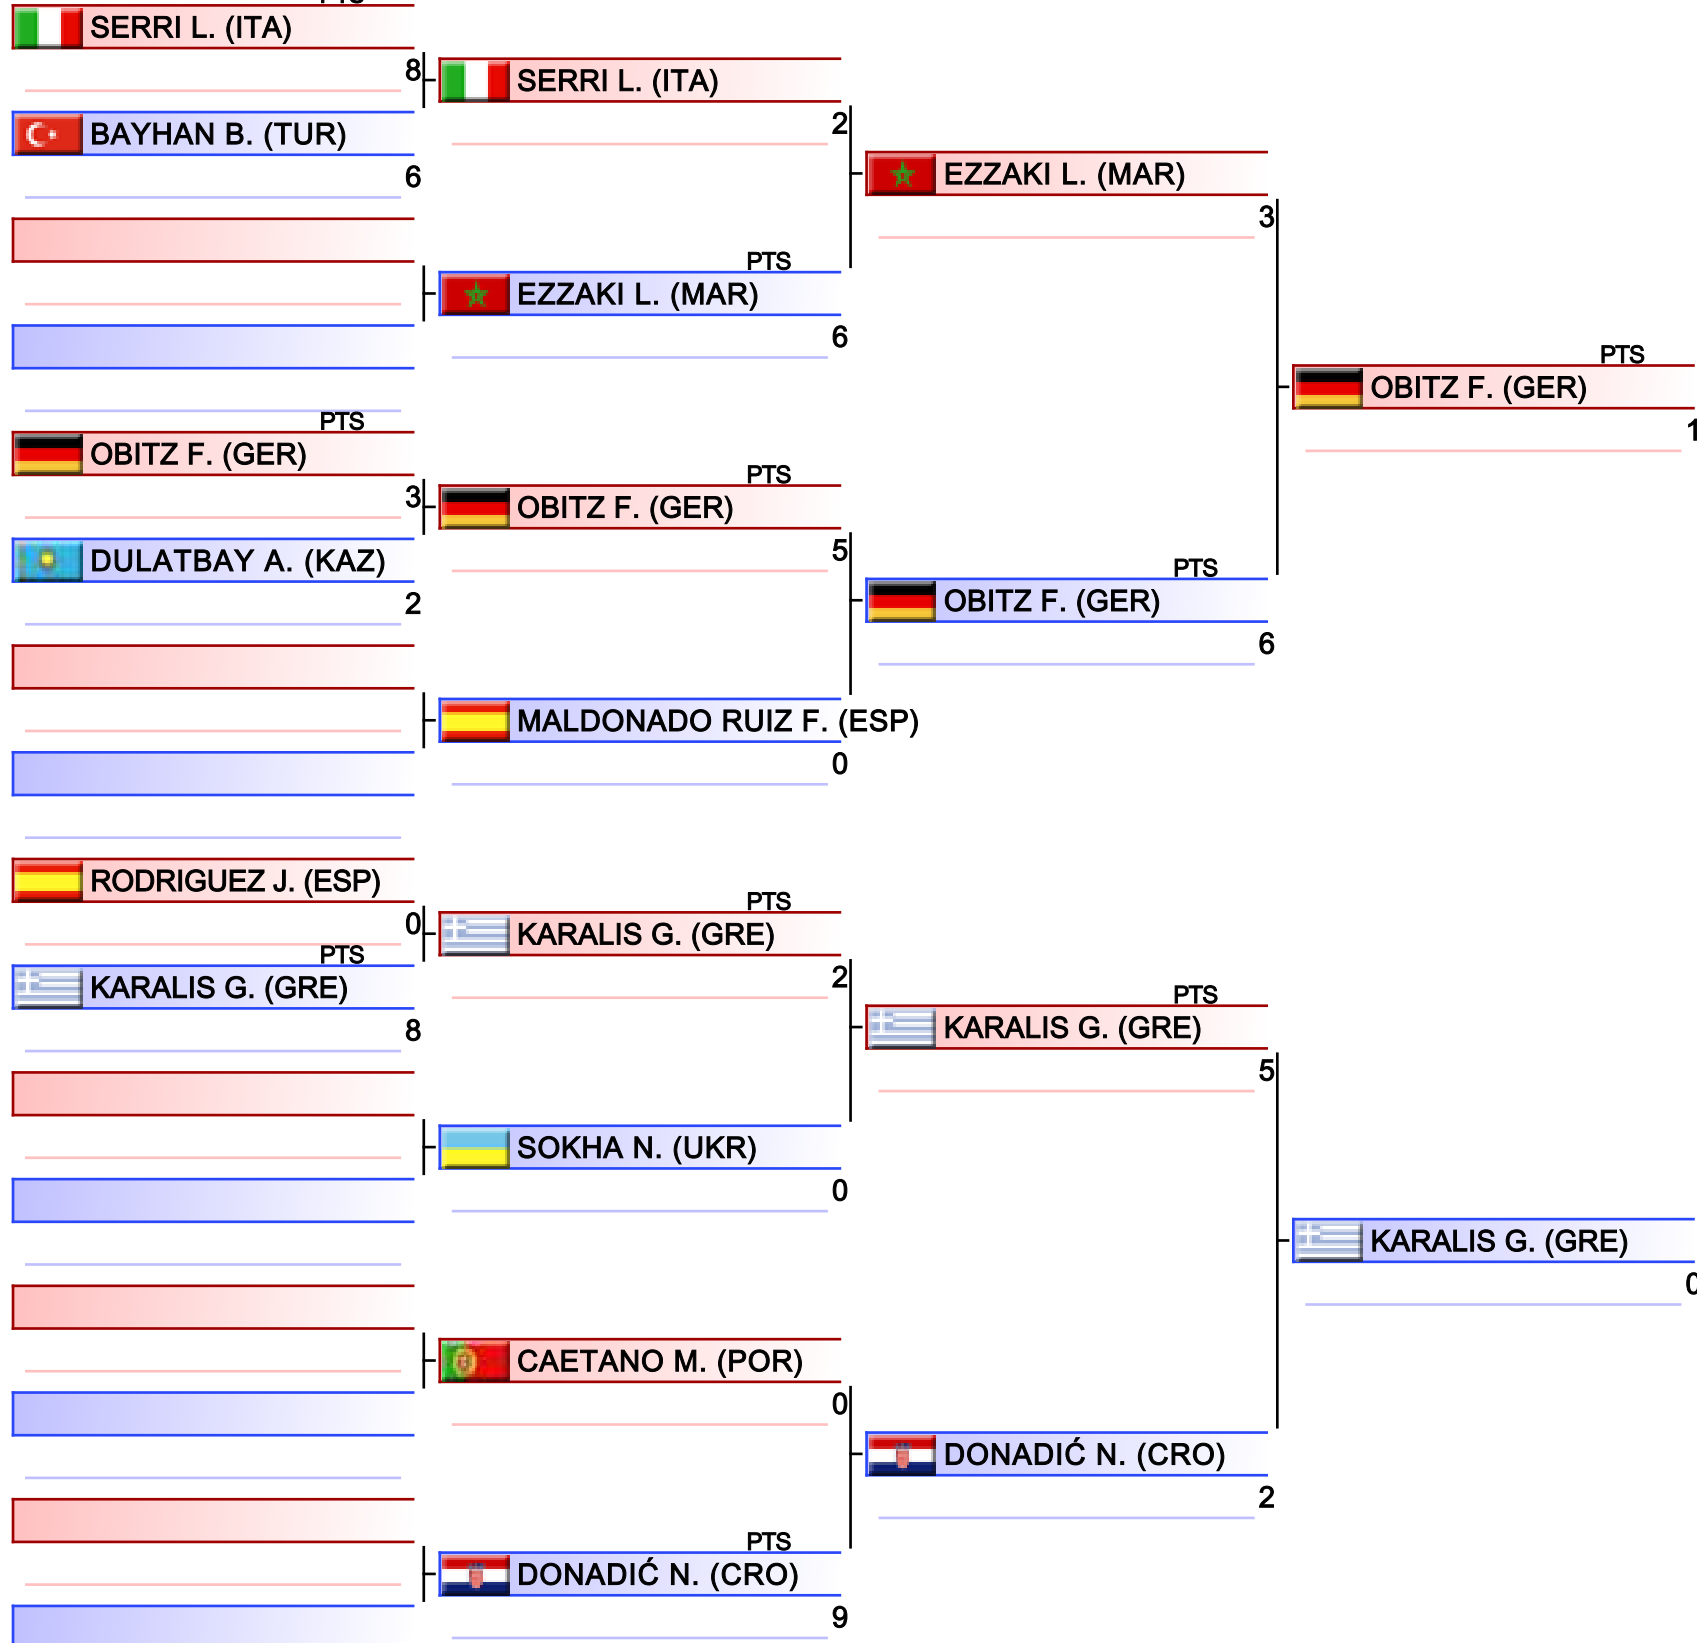 PTS
SERRI L. (ITA)
8
BAYHAN B. (TUR)
6
PTS
OBITZ F. (GER)
3
DULATBAY A. (KAZ)
2
RODRIGUEZ J. (ESP)
0
PTS
KARALIS G. (GRE)
8
SERRI L. (ITA)
2
PTS
EZZAKI L. (MAR)
6
PTS
OBITZ F. (GER)
5
MALDONADO RUIZ F. (ESP)
0
PTS
KARALIS G. (GRE)
2
SOKHA N. (UKR)
0
CAETANO M. (POR)
0
PTS
DONADIĆ N. (CRO)
9
EZZAKI L. (MAR)
3
PTS
OBITZ F. (GER)
6
PTS
KARALIS G. (GRE)
5
DONADIĆ N. (CRO)
2
PTS
OBITZ F. (GER)
1
KARALIS G. (GRE)
0